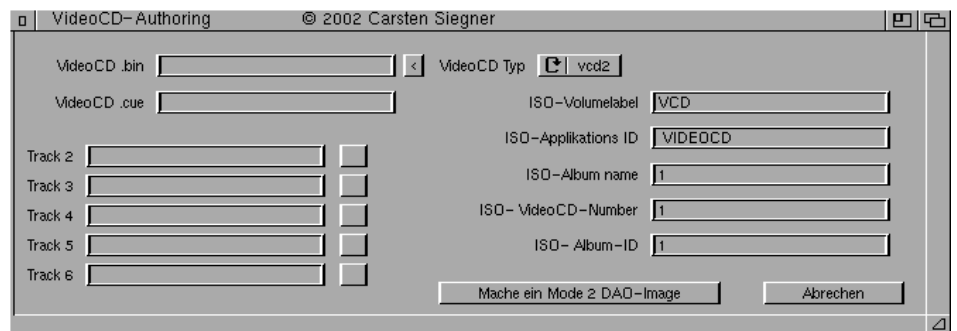 VideoCD-Authoring © 2002 Carsten Siegner
VideoCD .bin < VideoCD Typ vcd2
VideoCD .cue
ISO-Volumelabel VCD
ISO-Applikations ID VIDEOCD
ISO-Album name 1
ISO- VideoCD-Number 1
ISO- Album-ID 1
Track 2
Track 3
Track 4
Track 5
Track 6
Mache ein Mode 2 DAO-Image Abrechen